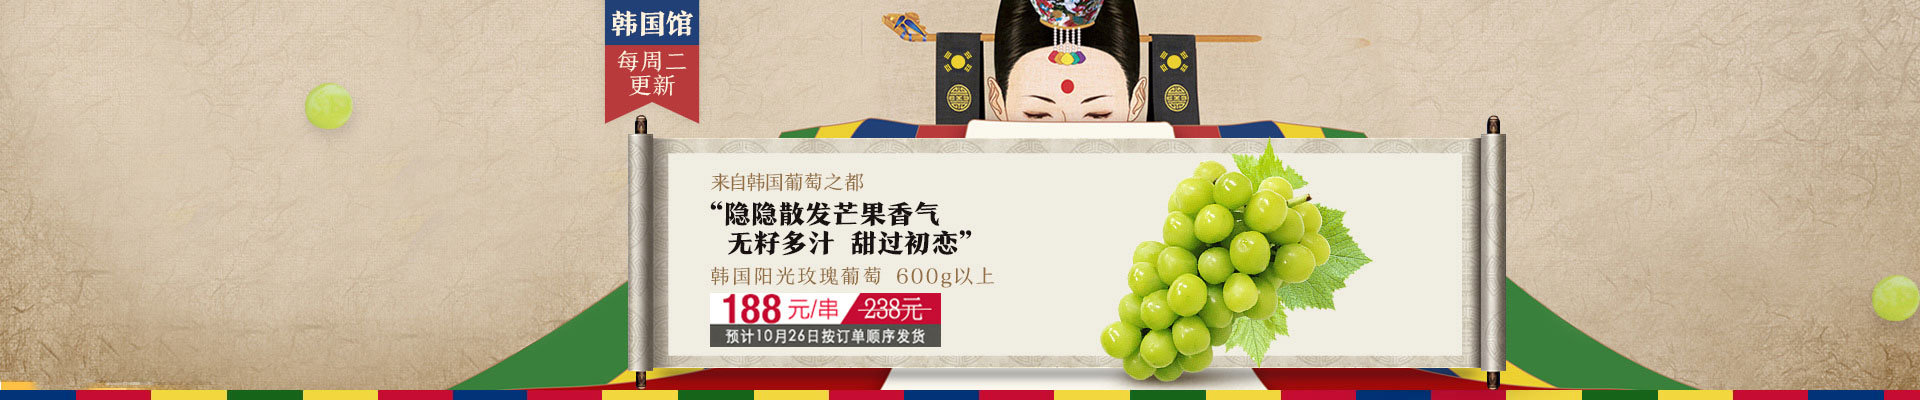 韩国馆
每周二
更新
来自韩国葡萄之都
“隐隐散发芒果香气
无籽多汁 甜过初恋”
韩国阳光玫瑰葡萄 600g以上
188元/串 238元
预计10月26日按订单顺序发货